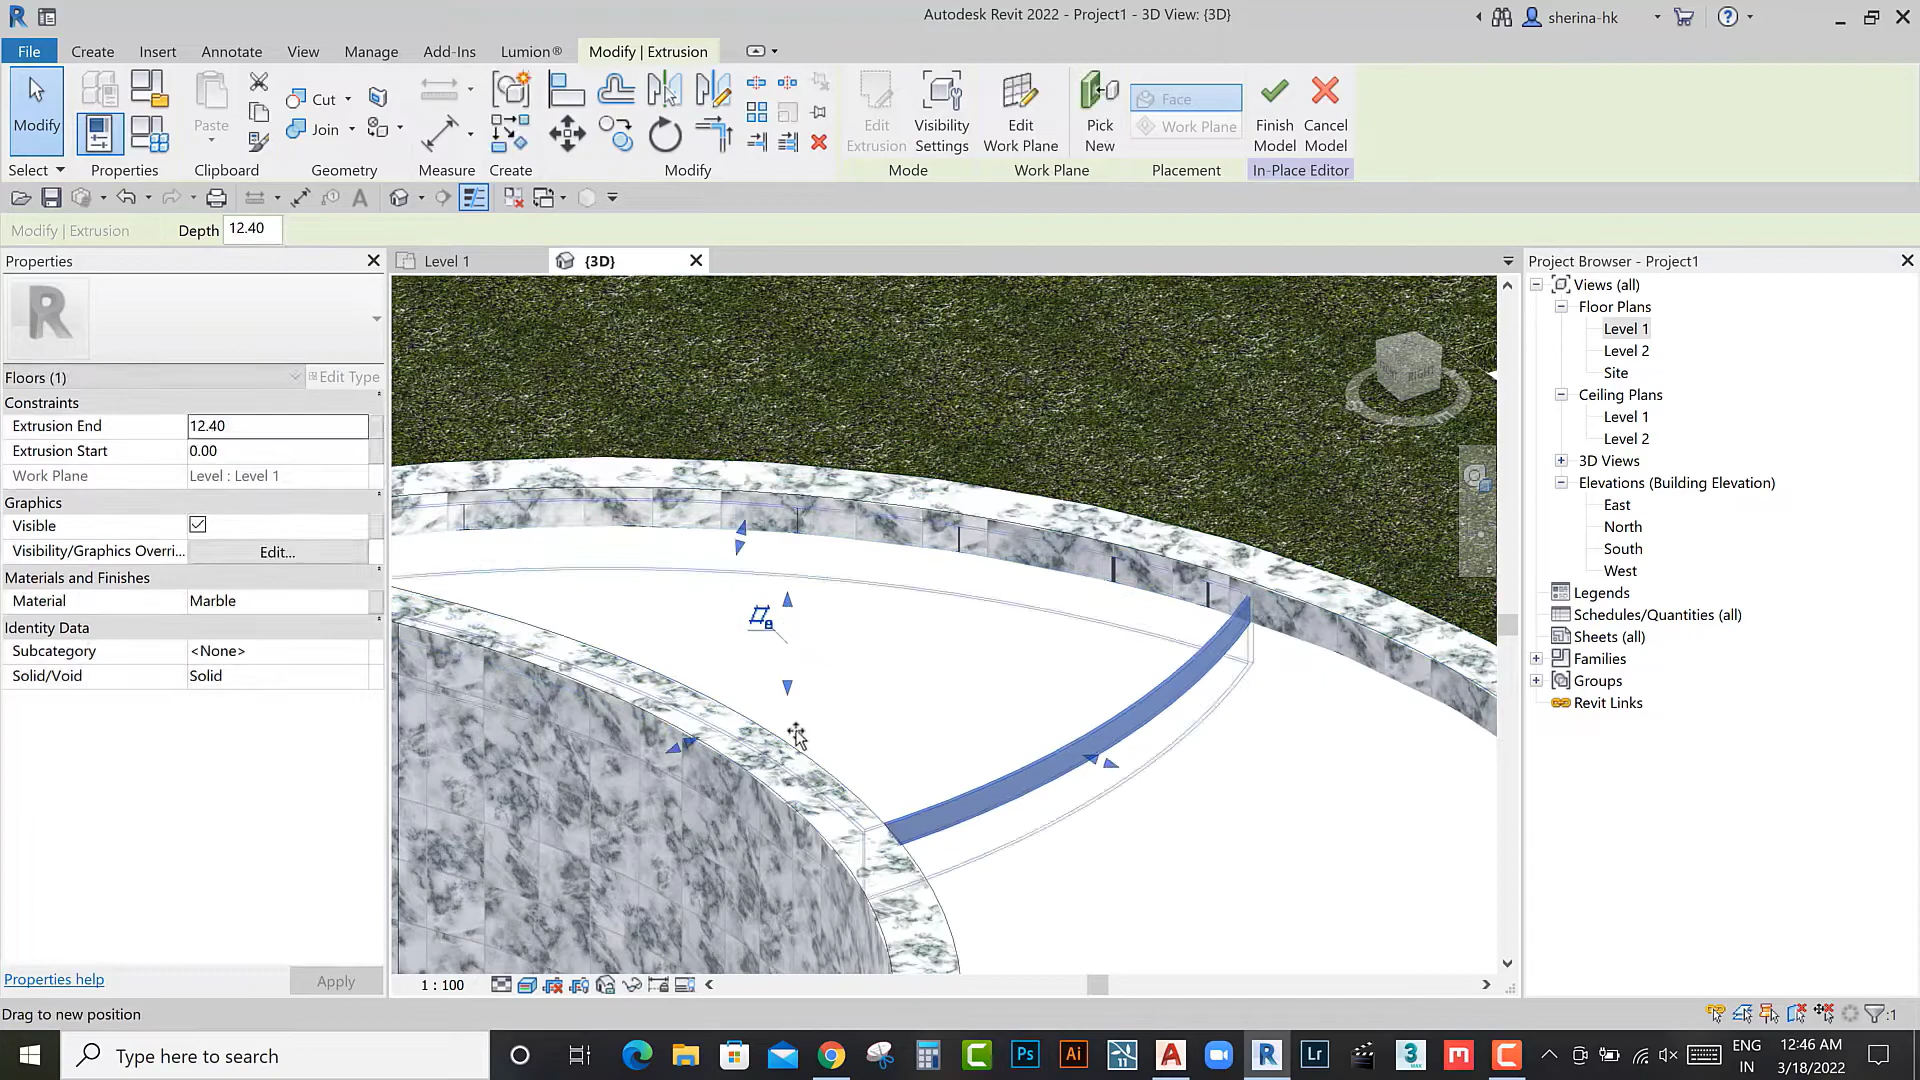 Autodesk Revit 2022 - Project1 - 3D View: {3D}
sherina-hk
File Create Insert Annotate View Manage Add-Ins Lumion® Modify | Extrusion
Modify
Paste
Cut
Join
Edit Extrusion
Visibility Settings
Edit Work Plane
Pick New
Face
Work Plane
Finish Model
Cancel Model
Select Properties Clipboard Geometry Measure Create Modify Mode Work Plane Placement In-Place Editor
Modify | Extrusion Depth 12.40
Properties
Level 1
{3D}
Project Browser - Project1
Floors (1)
Edit Type
Constraints
Extrusion End 12.40
Extrusion Start 0.00
Work Plane Level : Level 1
Graphics
Visible
Visibility/Graphics Overri... Edit...
Materials and Finishes
Material Marble
Identity Data
Subcategory <None>
Solid/Void Solid
Properties help
Apply
RIGHT
Views (all)
Floor Plans
Level 1
Level 2
Site
Ceiling Plans
Level 1
Level 2
3D Views
Elevations (Building Elevation)
East
North
South
West
Legends
Schedules/Quantities (all)
Sheets (all)
Families
Groups
Revit Links
1 : 100
Drag to new position
:1
Type here to search
ENG
IN
12:46 AM
3/18/2022